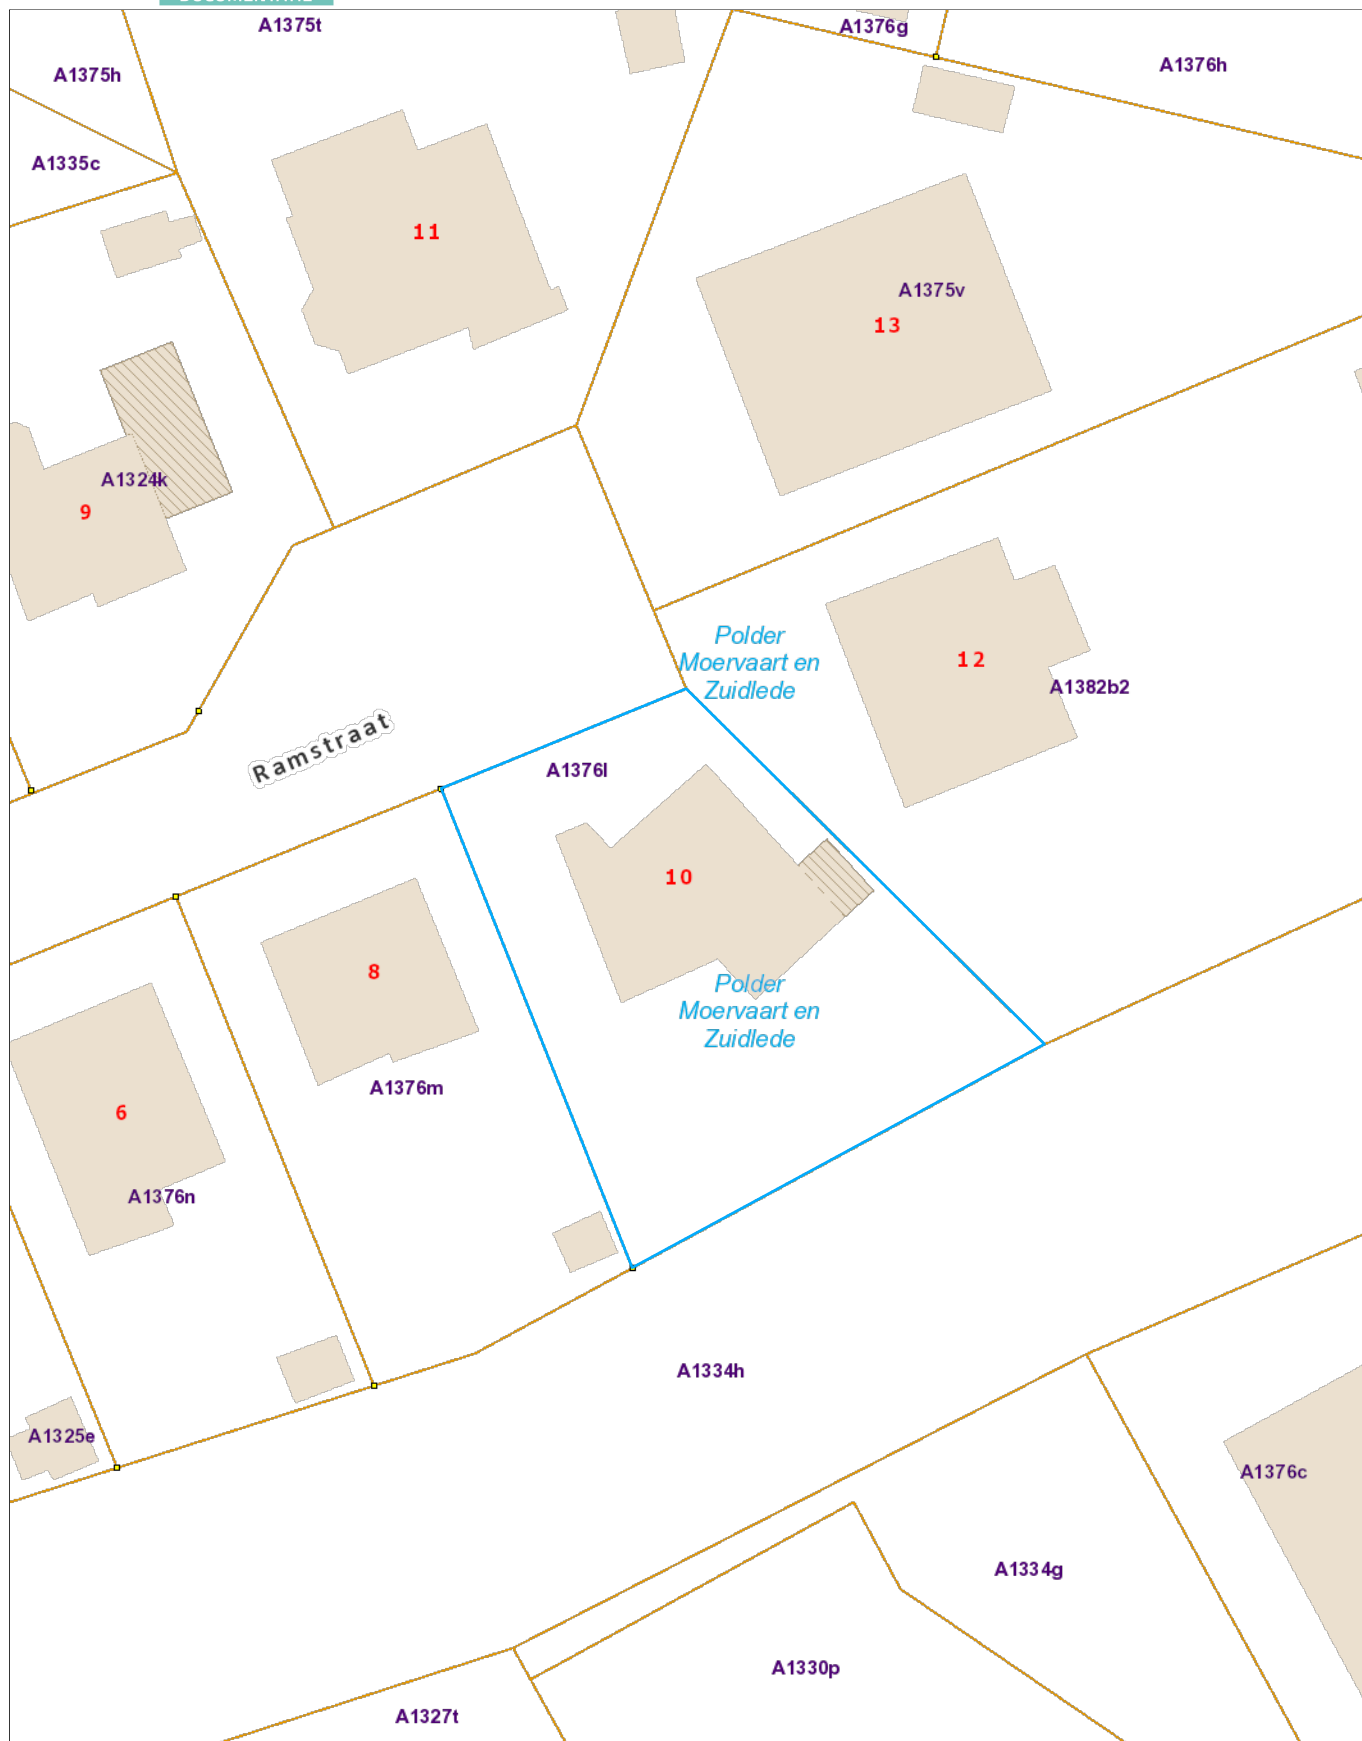 A1375t
A1376g
A1376h
A1375h
A1335c
11
A1375v
13
A1324k
9
Polder
Moervaart en
Zuidlede
12
A1382b2
Ramstraat
A1376l
10
8
Polder
Moervaart en
Zuidlede
A1376m
6
A1376n
A1334h
A1325e
A1376c
A1334g
A1330p
A1327t